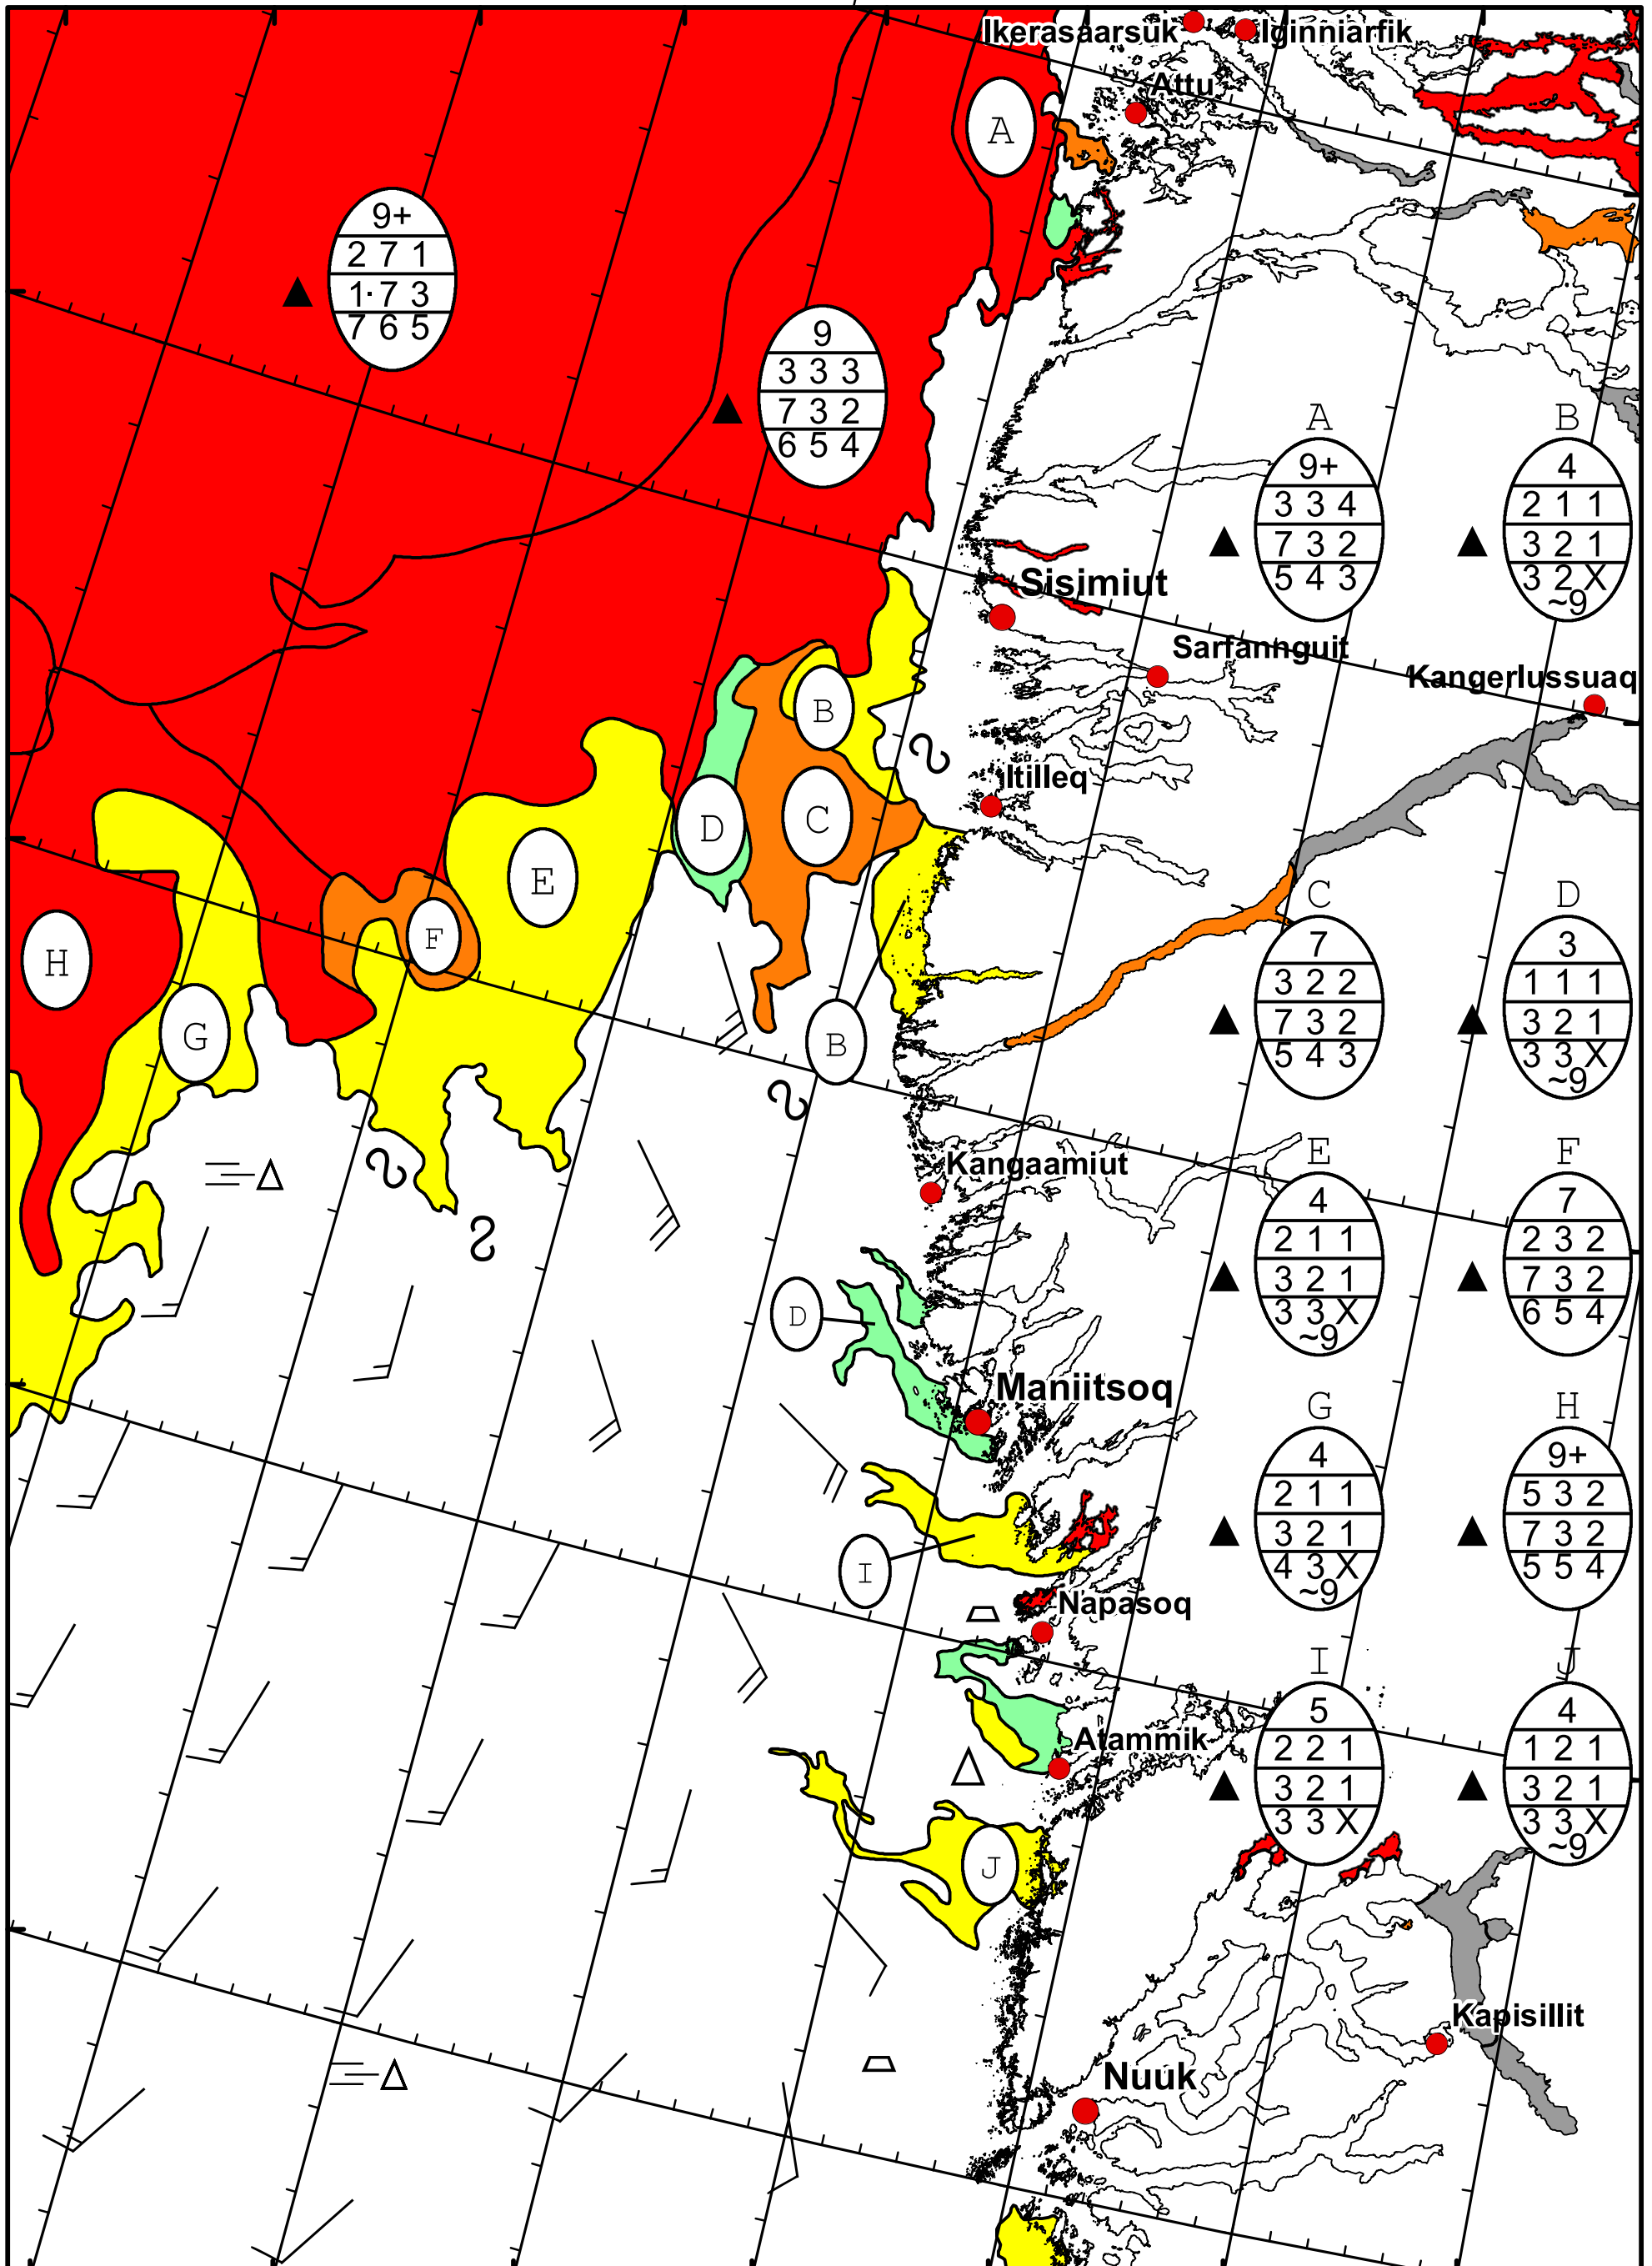 Ikerasaarsuk
Iginniarfik
Attu
A
9+
2 7 1
1· 7 3
7 6 5
9
3 3 3
7 3 2
6 5 4
A
9+
3 3 4
7 3 2
5 4 3
B
4
2 1 1
3 2 1
3 2 X
~9
Sisimiut
Sarfannguit
Kangerlussuaq
B
Itilleq
D
C
E
F
H
G
B
C
7
3 2 2
7 3 2
5 4 3
D
3
1 1 1
3 2 1
3 3 X
~9
Kangaamiut
E
4
2 1 1
3 2 1
3 3 X
~9
F
7
2 3 2
7 3 2
6 5 4
D
Maniitsoq
G
4
2 1 1
3 2 1
4 3 X
~9
H
9+
5 3 2
7 3 2
5 5 4
I
Napasoq
Atammik
I
5
2 2 1
3 2 1
3 3 X
J
4
1 2 1
3 2 1
3 3 X
~9
J
Kapisillit
Nuuk